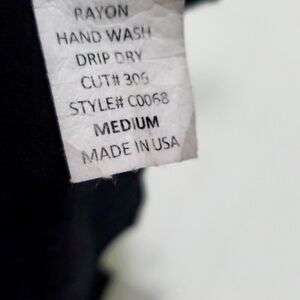 RAYON
HAND WASH
DRIP DRY
CUT# 306
STYLE# C0068
MEDIUM
MADE IN USA